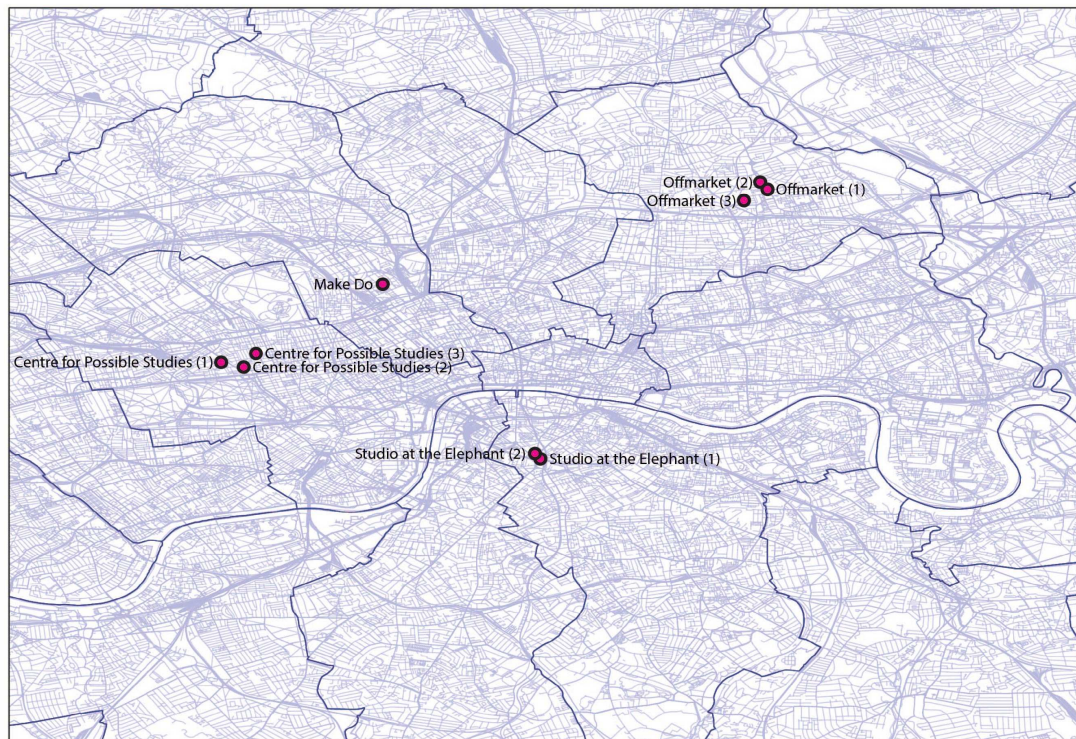 Offmarket (2)
Offmarket (1)
Offmarket (3)
Make Do
Centre for Possible Studies (3)
Centre for Possible Studies (1)
Centre for Possible Studies (2)
Studio at the Elephant (2)
Studio at the Elephant (1)